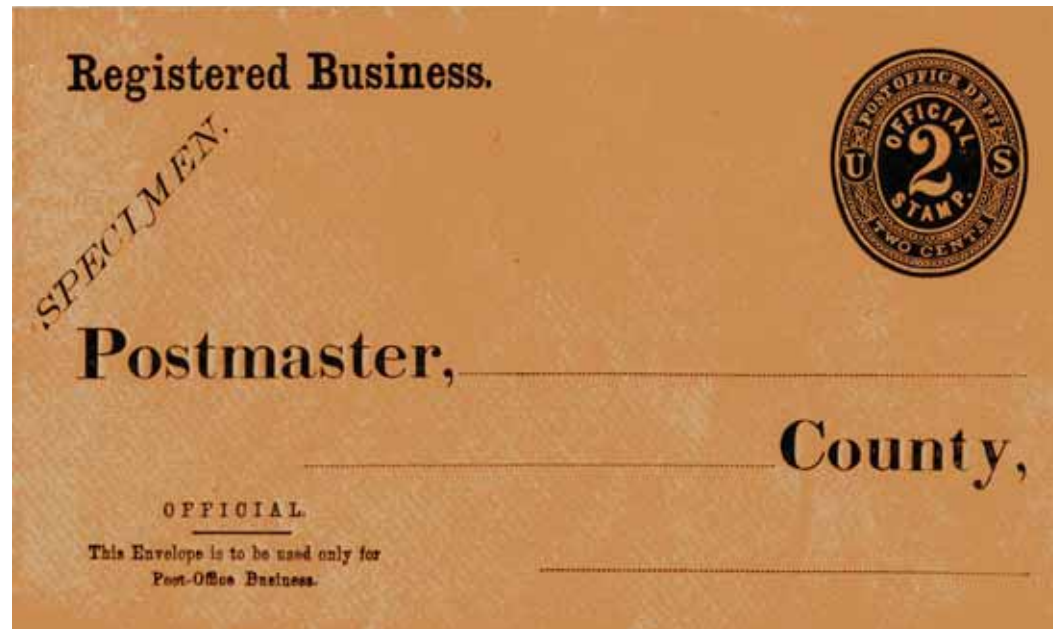 Registered Business.
SPECIMEN.
POST OFFICE DEPT.
OFFICIAL
U 2 S
STAMP.
TWO CENTS
Postmaster,
County,
OFFICIAL.
This Envelope is to be used only for
Post-Office Business.